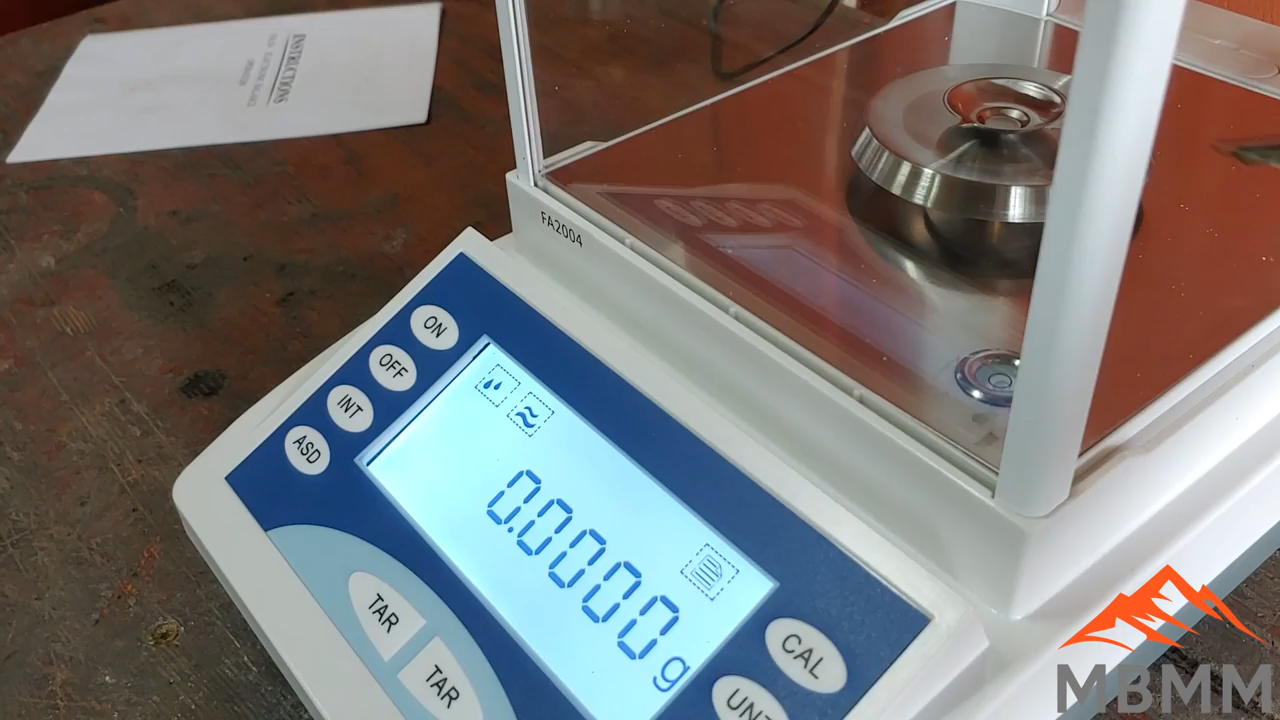 INSTRUCTIONS
FA2004
ON
OFF
INT
ASD
0.0000 g
TAR
TAR
CAL
MBMM